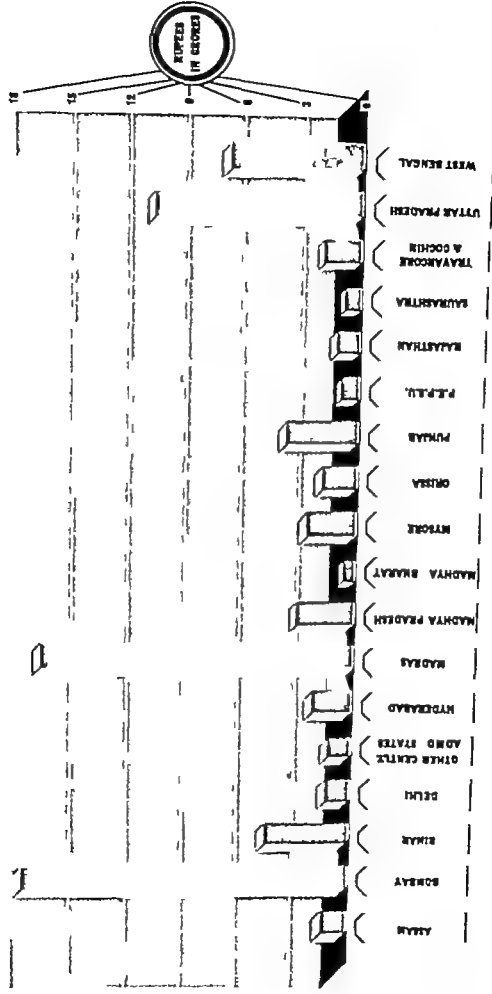 RUPEES
IN CRORES
18
15
12
9
6
3
0
ASSAM
BOMBAY
BIHAR
DELHI
OTHER CENTLY.
ADMD STATES
HYDERABAD
MADRAS
MADHYA PRADESH
MADHYA BHARAT
MYSORE
ORISSA
PUNJAB
P.E.P.S.U.
RAJASTHAN
SAURASHTRA
TRAVANCORE
& COCHIN
UTTAR PRADESH
WEST BENGAL